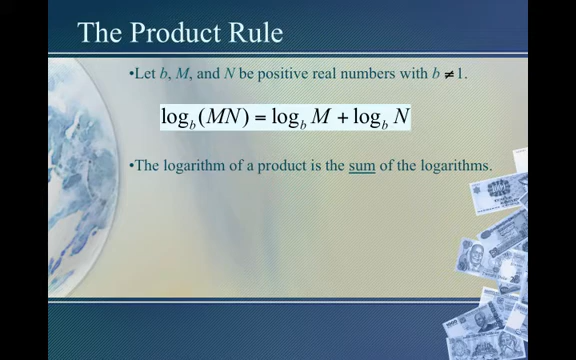 The Product Rule
•Let b, M, and N be positive real numbers with b ≠ 1.
log_b(MN) = log_b M + log_b N
•The logarithm of a product is the sum of the logarithms.